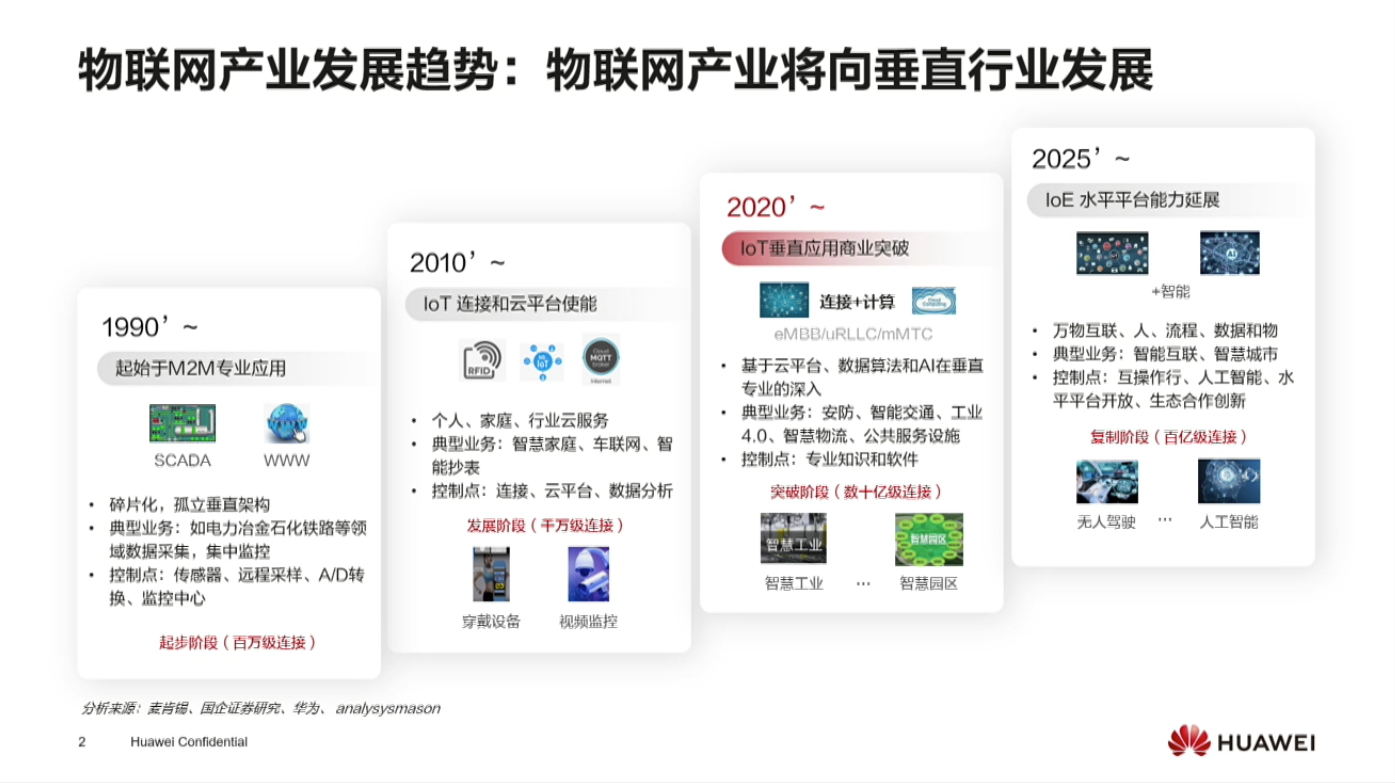 物联网产业发展趋势：物联网产业将向垂直行业发展
1990’ ~
起始于M2M专业应用
SCADA
WWW
• 碎片化，孤立垂直架构
• 典型业务：如电力冶金石化铁路等领
域数据采集，集中监控
• 控制点：传感器、远程采样、A/D转
换、监控中心
起步阶段（百万级连接）
2010’ ~
IoT 连接和云平台使能
RFID
IoT
Cloud
MQTT
broker
Internet
• 个人、家庭、行业云服务
• 典型业务：智慧家庭、车联网、智
能抄表
• 控制点：连接、云平台、数据分析
发展阶段（千万级连接）
穿戴设备
视频监控
2020’ ~
IoT垂直应用商业突破
连接+计算
Cloud
Computing
eMBB/uRLLC/mMTC
• 基于云平台、数据算法和AI在垂直
专业的深入
• 典型业务：安防、智能交通、工业
4.0、智慧物流、公共服务设施
• 控制点：专业知识和软件
突破阶段（数十亿级连接）
智慧工业
智慧园区
智慧工业
…
智慧园区
2025’ ~
IoE 水平平台能力延展
AI
+智能
• 万物互联、人、流程、数据和物
• 典型业务：智能互联、智慧城市
• 控制点：互操作行、人工智能、水
平平台开放、生态合作创新
复制阶段（百亿级连接）
无人驾驶
…
人工智能
分析来源：麦肯锡、国企证券研究、华为、 analysysmason
2
Huawei Confidential
HUAWEI